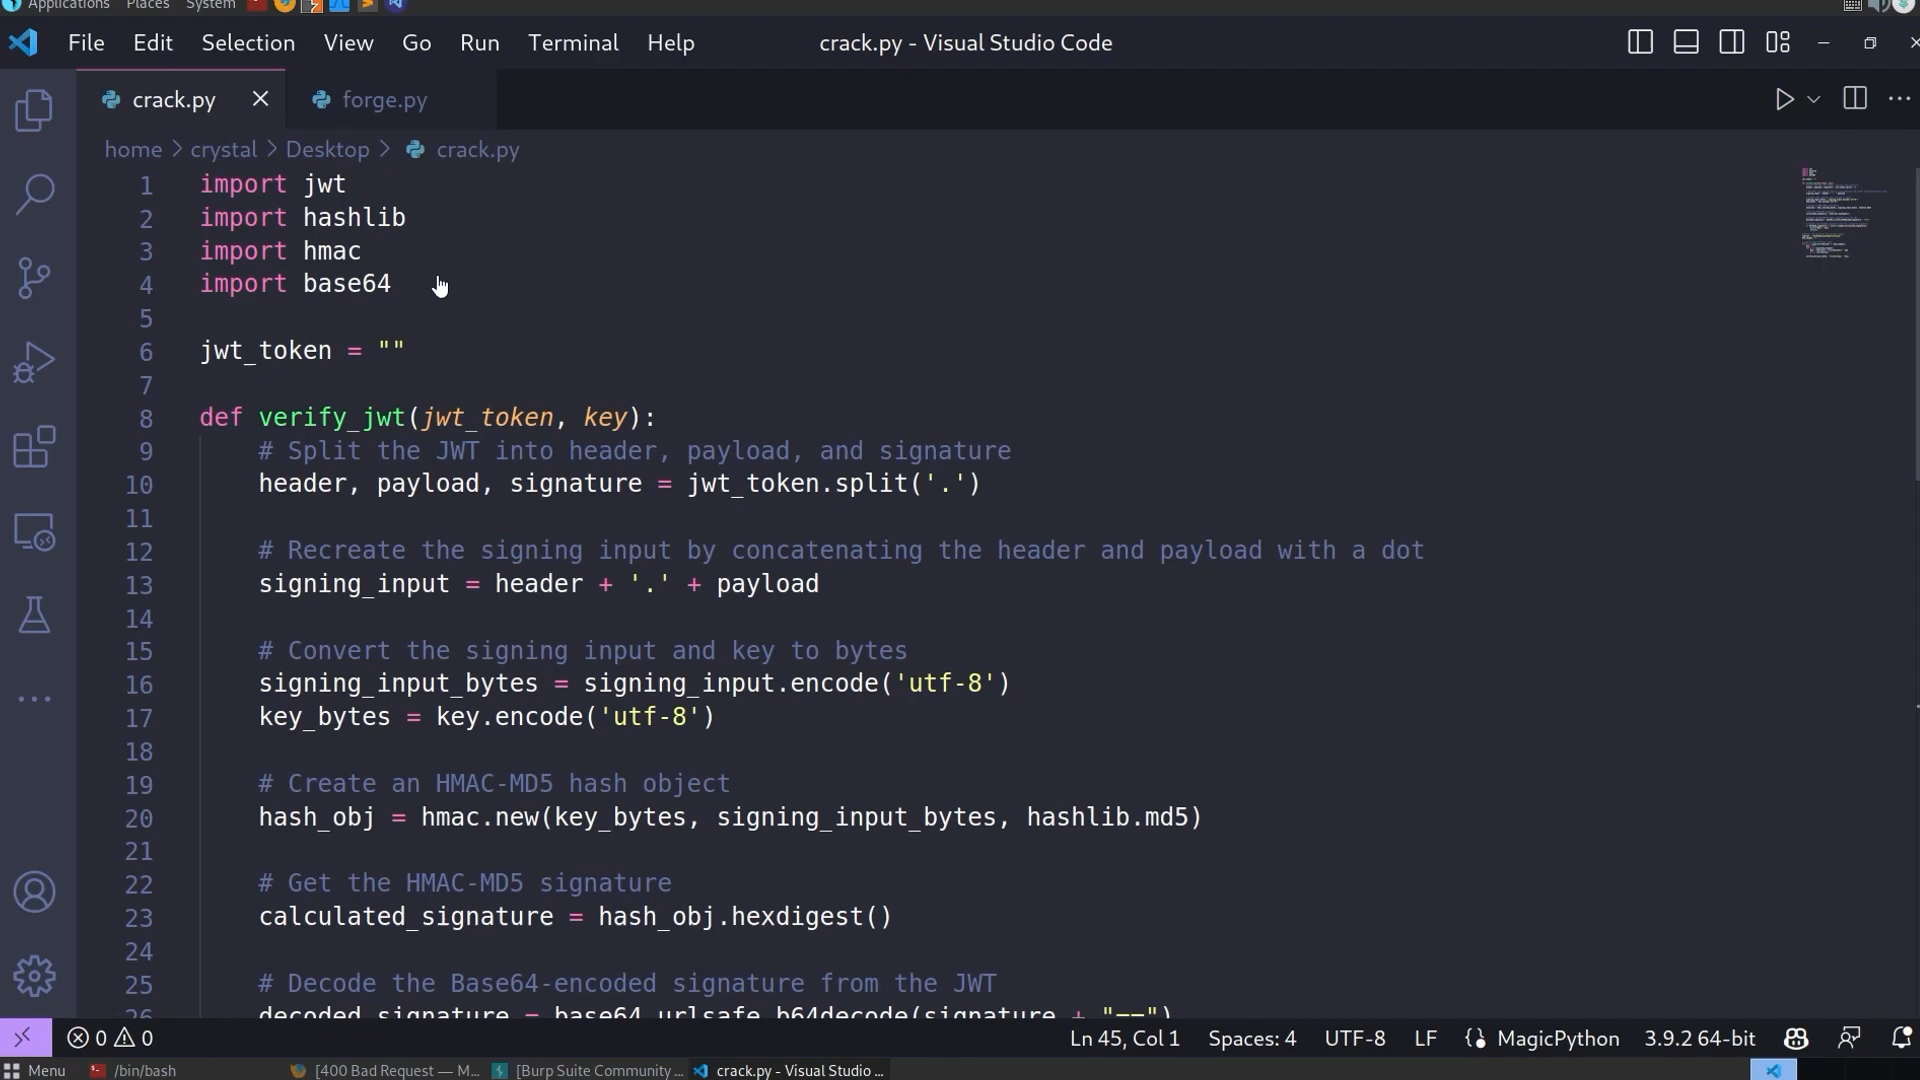 Applications Places System
File Edit Selection View Go Run Terminal Help crack.py - Visual Studio Code
crack.py forge.py
home > crystal > Desktop > crack.py
1 import jwt
2 import hashlib
3 import hmac
4 import base64
5
6 jwt_token = ""
7
8 def verify_jwt(jwt_token, key):
9 # Split the JWT into header, payload, and signature
10 header, payload, signature = jwt_token.split('.')
11
12 # Recreate the signing input by concatenating the header and payload with a dot
13 signing_input = header + '.' + payload
14
15 # Convert the signing input and key to bytes
16 signing_input_bytes = signing_input.encode('utf-8')
17 key_bytes = key.encode('utf-8')
18
19 # Create an HMAC-MD5 hash object
20 hash_obj = hmac.new(key_bytes, signing_input_bytes, hashlib.md5)
21
22 # Get the HMAC-MD5 signature
23 calculated_signature = hash_obj.hexdigest()
24
25 # Decode the Base64-encoded signature from the JWT
26 decoded_signature = base64.urlsafe_b64decode(signature + "==")
0 0 Ln 45, Col 1 Spaces: 4 UTF-8 LF MagicPython 3.9.2 64-bit
Menu /bin/bash [400 Bad Request — M... [Burp Suite Community ... crack.py - Visual Studio ...